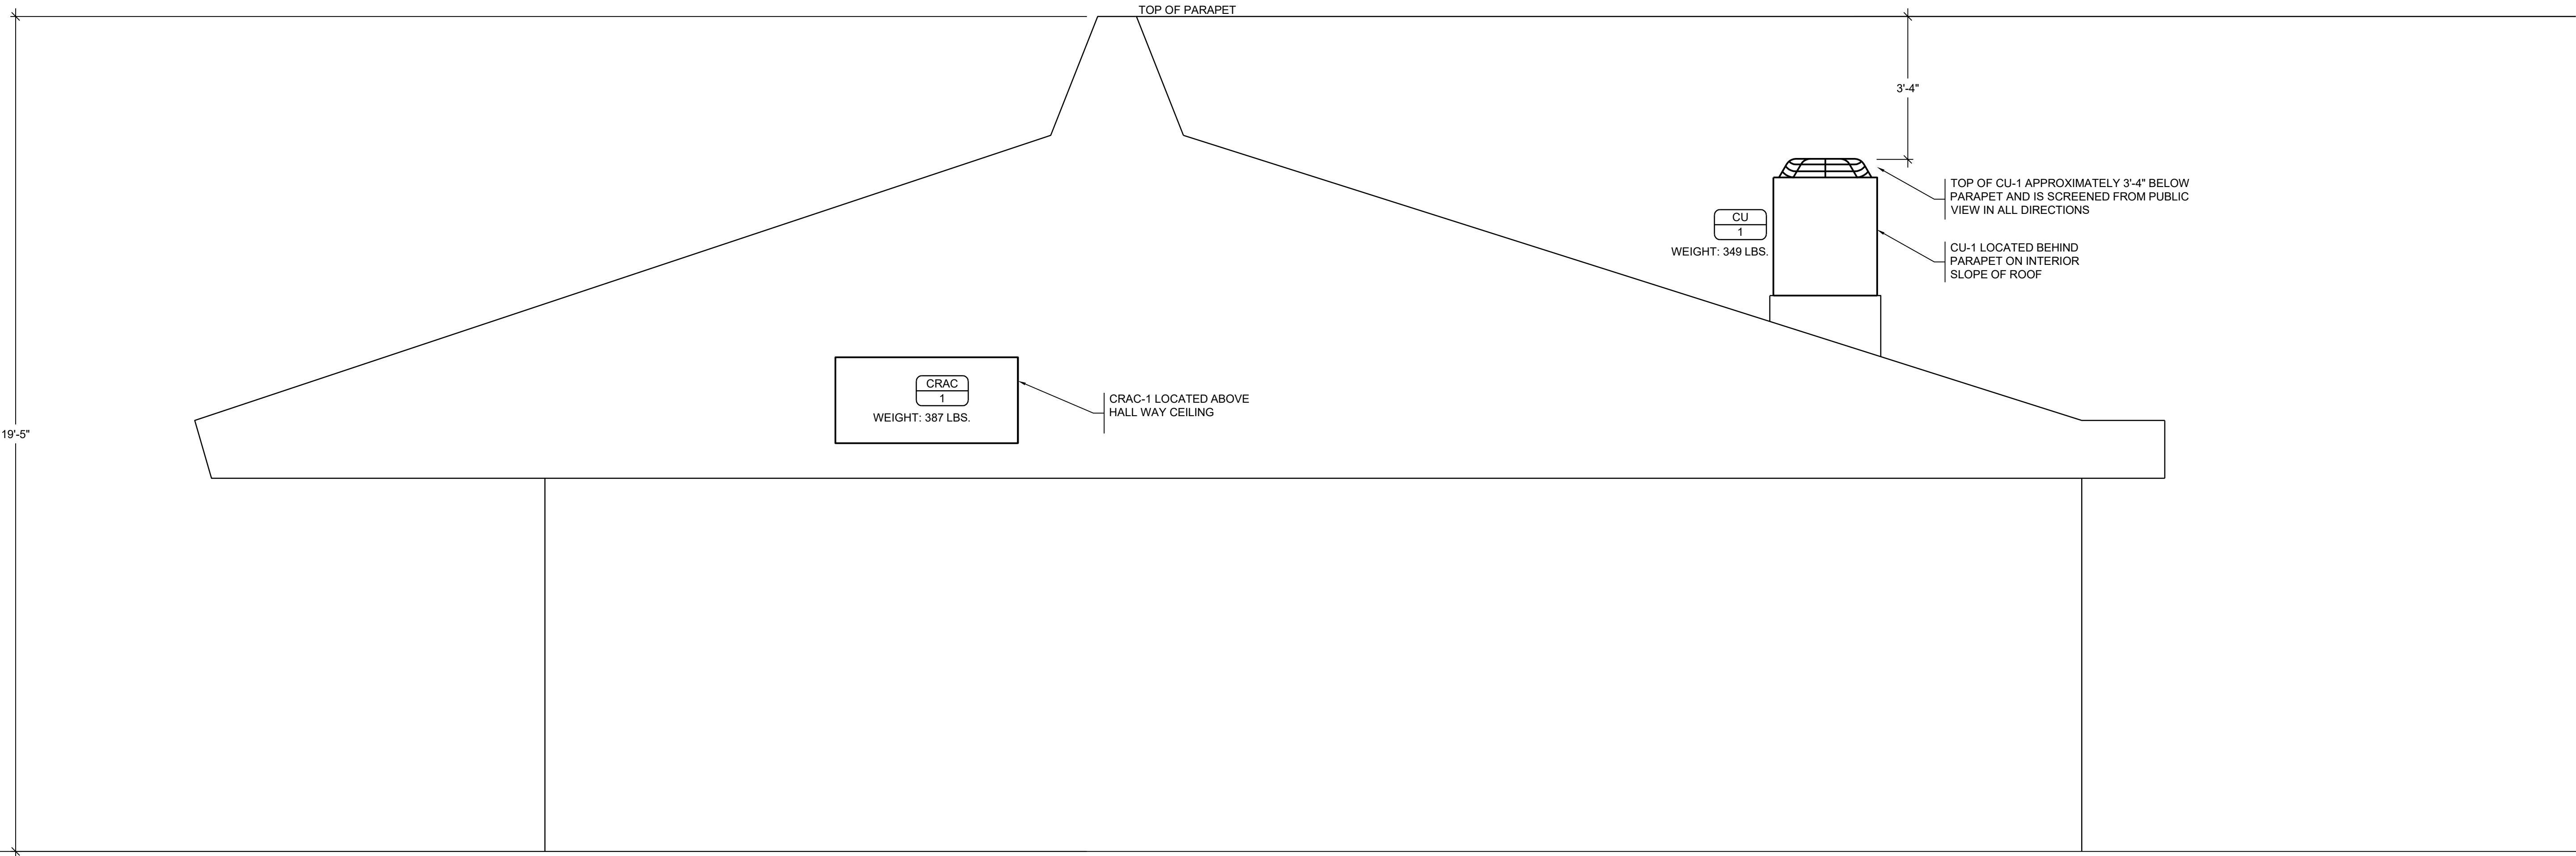 TOP OF PARAPET
3'-4"
TOP OF CU-1 APPROXIMATELY 3'-4" BELOW
PARAPET AND IS SCREENED FROM PUBLIC
VIEW IN ALL DIRECTIONS
CU
1
WEIGHT: 349 LBS.
CU-1 LOCATED BEHIND
PARAPET ON INTERIOR
SLOPE OF ROOF
CRAC
1
WEIGHT: 387 LBS.
CRAC-1 LOCATED ABOVE
HALL WAY CEILING
19'-5"